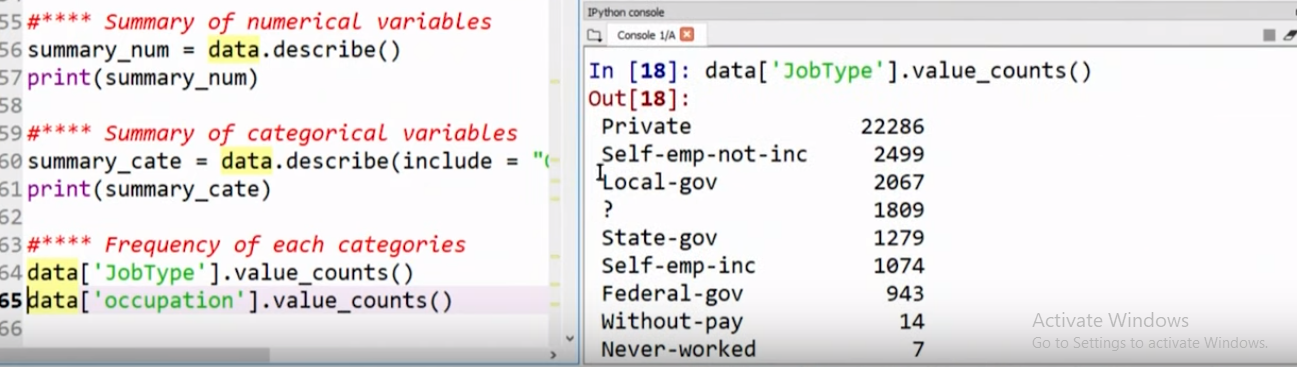 55 #**** Summary of numerical variables
56 summary_num = data.describe()
57 print(summary_num)
58
59 #**** Summary of categorical variables
60 summary_cate = data.describe(include = "
61 print(summary_cate)
62
63 #**** Frequency of each categories
64 data['JobType'].value_counts()
65 data['occupation'].value_counts()
66
IPython console
Console 1/A
In [18]: data['JobType'].value_counts()
Out[18]:
Private 22286
Self-emp-not-inc 2499
Local-gov 2067
? 1809
State-gov 1279
Self-emp-inc 1074
Federal-gov 943
Without-pay 14
Never-worked 7
Activate Windows
Go to Settings to activate Windows.